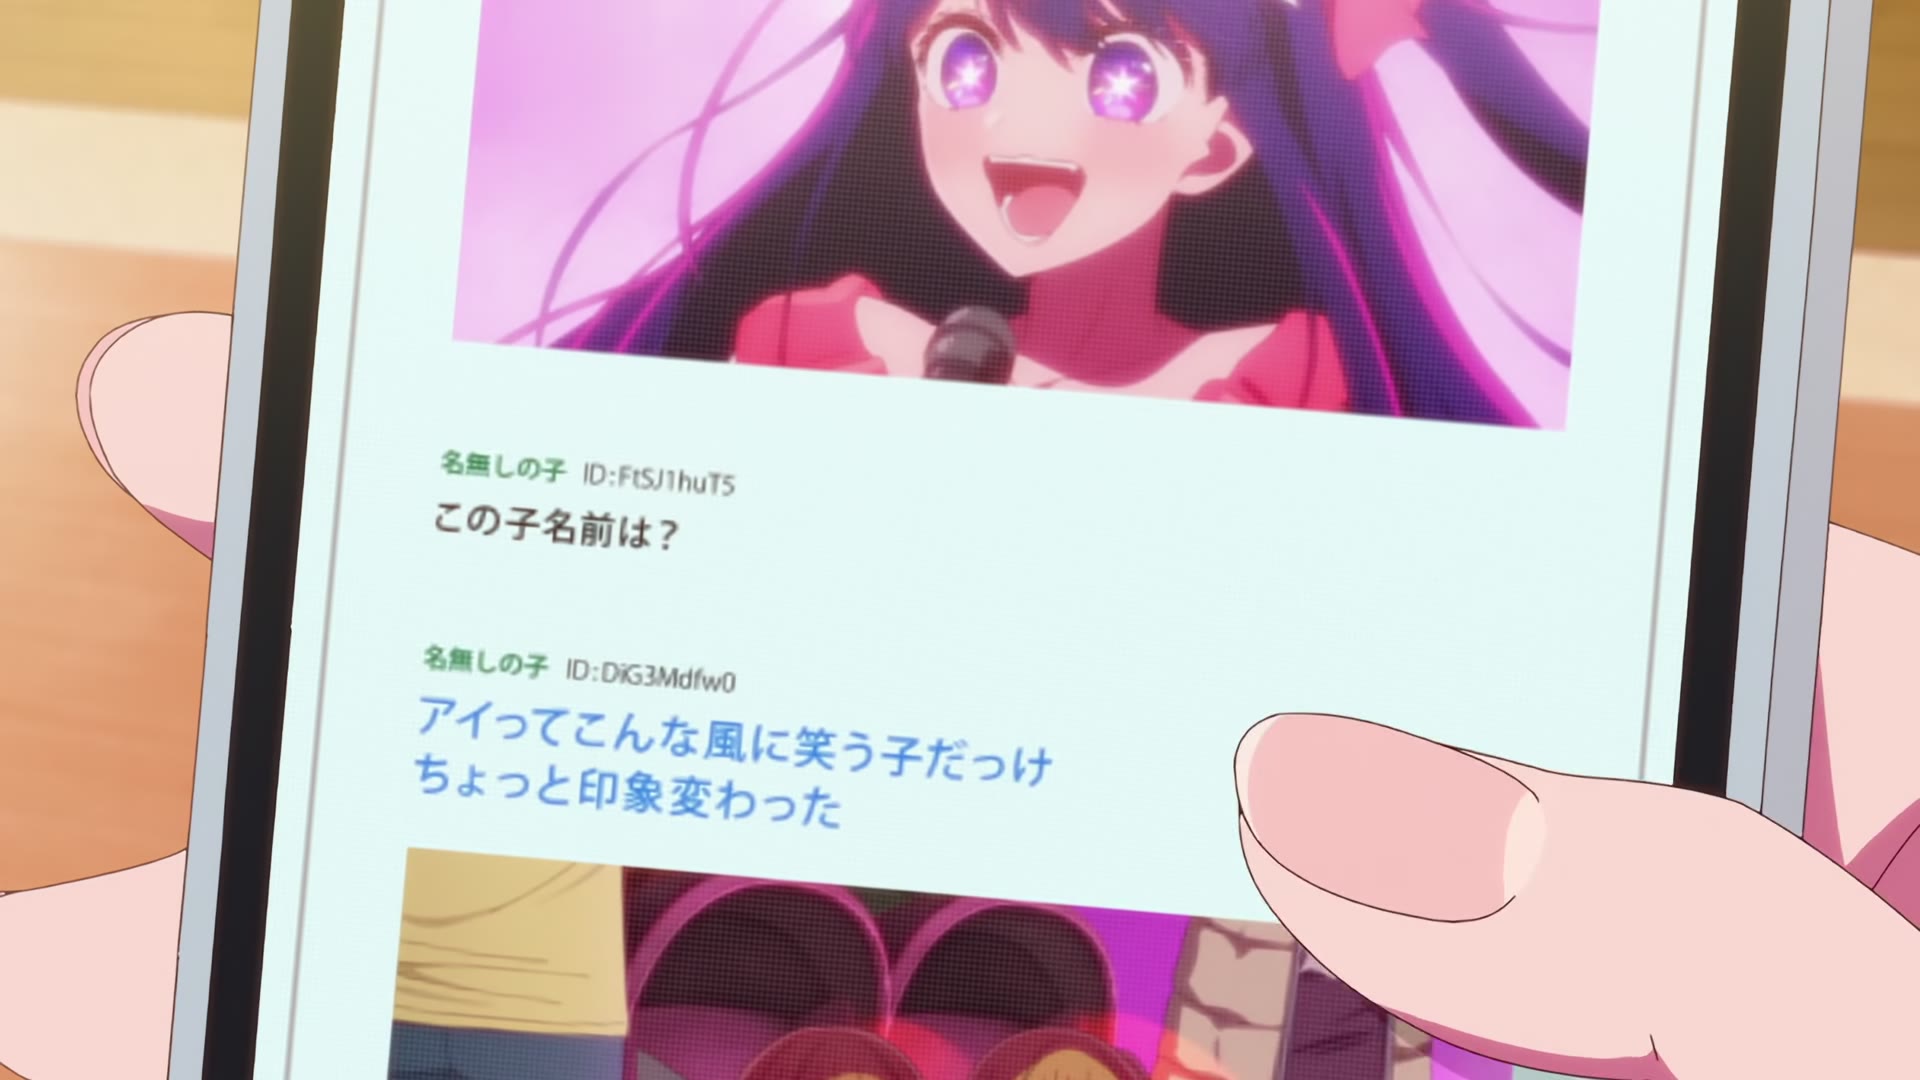 名無しの子 ID:FtSJ1huT5
この子名前は？
名無しの子 ID:DiG3Mdfw0
アイってこんな風に笑う子だっけ
ちょっと印象変わった